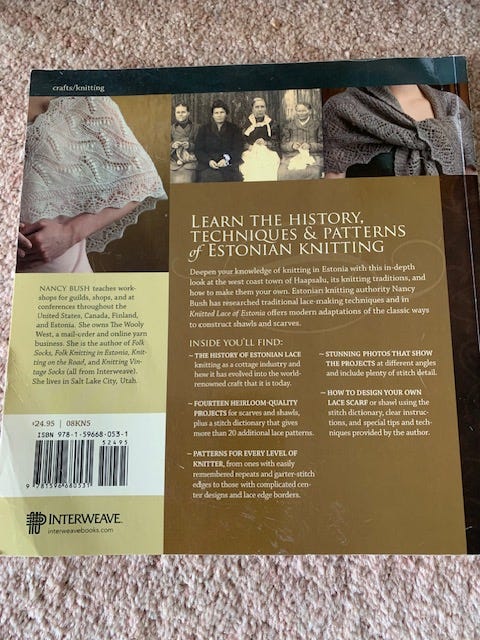 crafts/knitting
LEARN THE HISTORY,
TECHNIQUES & PATTERNS
of ESTONIAN KNITTING
Deepen your knowledge of knitting in Estonia with this in-depth
look at the west coast town of Haapsalu, its knitting traditions, and
how to make them your own. Estonian knitting authority Nancy
Bush has researched traditional lace-making techniques and in
Knitted Lace of Estonia offers modern adaptations of the classic ways
to construct shawls and scarves.
INSIDE YOU'LL FIND:
~ THE HISTORY OF ESTONIAN LACE
knitting as a cottage industry and
how it has evolved into the world-
renowned craft that it is today.
~ FOURTEEN HEIRLOOM-QUALITY
PROJECTS for scarves and shawls,
plus a stitch dictionary that gives
more than 20 additional lace patterns.
~ PATTERNS FOR EVERY LEVEL OF
KNITTER, from ones with easily
remembered repeats and garter-stitch
edges to those with complicated cen-
ter designs and lace edge borders.
~ STUNNING PHOTOS THAT SHOW
THE PROJECTS at different angles
and include plenty of stitch detail.
~ HOW TO DESIGN YOUR OWN
LACE SCARF or shawl using the
stitch dictionary, clear instruc-
tions, and special tips and tech-
niques provided by the author.
NANCY BUSH teaches work-
shops for guilds, shops, and at
conferences throughout the
United States, Canada, Finland,
and Estonia. She owns The Wooly
West, a mail-order and online yarn
business. She is the author of Folk
Socks, Folk Knitting in Estonia, Knit-
ting on the Road, and Knitting Vin-
tage Socks (all from Interweave).
She lives in Salt Lake City, Utah.
$24.95 | 08KN5
ISBN 978-1-59668-053-1
52495
9 781596 680531
INTERWEAVE
interweavebooks.com